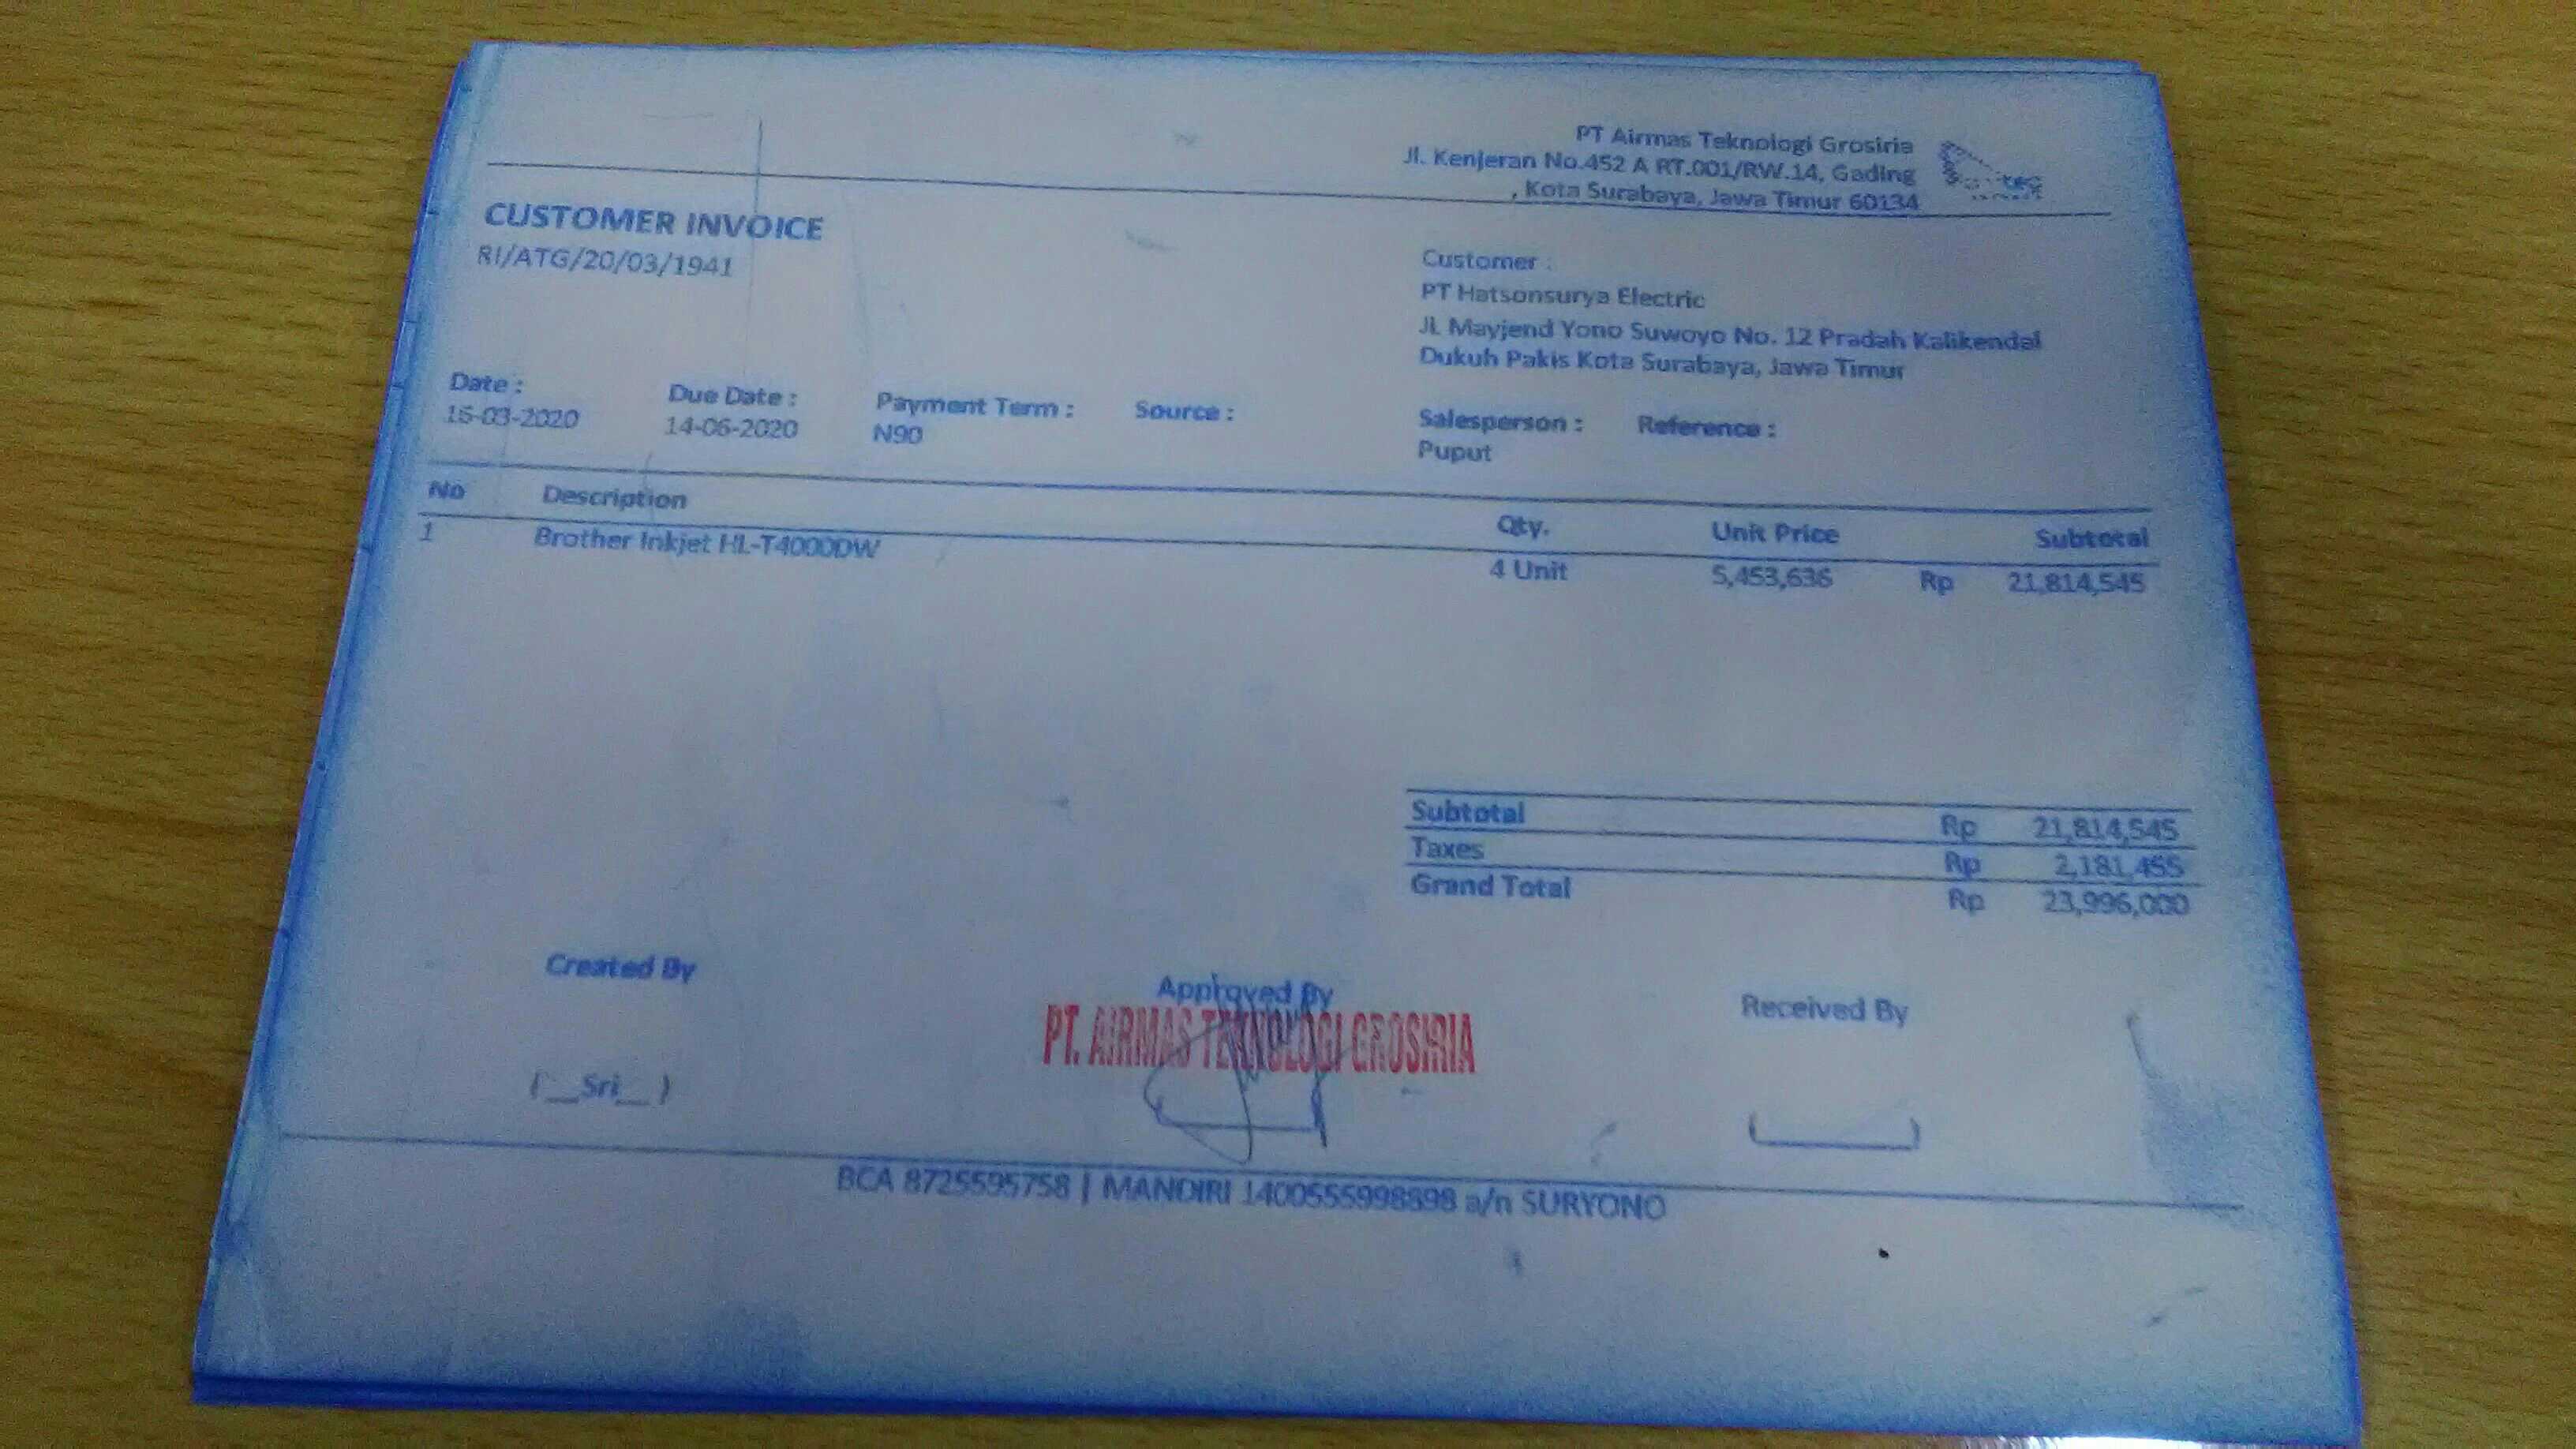 PT Airmas Teknologi Grosiria
Jl. Kenjeran No.452 A RT.001/RW.14, Gading
, Kota Surabaya, Jawa Timur 60134
CUSTOMER INVOICE
RI/ATG/20/03/1941
Customer :
PT Hatsonsurya Electric
Jl. Mayjend Yono Suwoyo No. 12 Pradah Kalikendal
Dukuh Pakis Kota Surabaya, Jawa Timur
Date : Due Date : Payment Term : Source : Salesperson : Reference :
16-03-2020 14-06-2020 N90 Puput
No Description Qty. Unit Price Subtotal
1 Brother Inkjet HL-T4000DW 4 Unit 5,453,636 Rp 21,814,545
Subtotal Rp 21,814,545
Taxes Rp 2,181,455
Grand Total Rp 23,996,000
Created By Approved By Received By
PT. AIRMAS TEKNOLOGI GROSIRIA
(__Sri__)
BCA 8725595758 | MANDIRI 1400555998898 a/n SURYONO